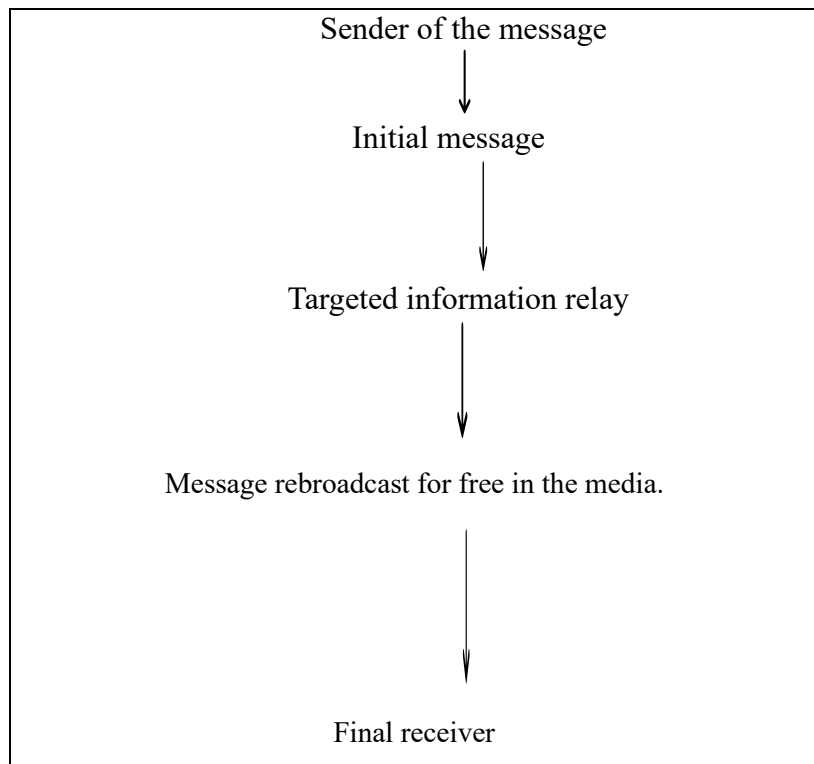 Sender of the message
Initial message
Targeted information relay
Message rebroadcast for free in the media.
Final receiver